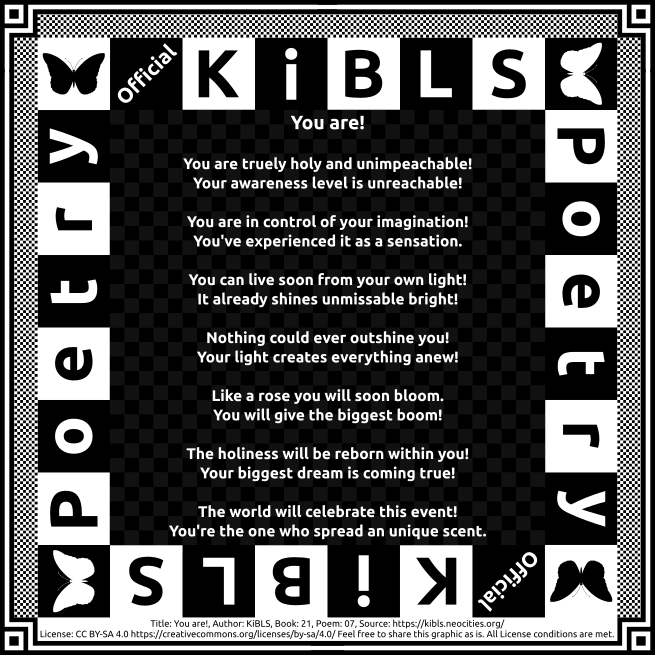 Official KiBLS
Poetry
Poetry
You are!
You are truely holy and unimpeachable!
Your awareness level is unreachable!
You are in control of your imagination!
You've experienced it as a sensation.
You can live soon from your own light!
It already shines unmissable bright!
Nothing could ever outshine you!
Your light creates everything anew!
Like a rose you will soon bloom.
You will give the biggest boom!
The holiness will be reborn within you!
Your biggest dream is coming true!
The world will celebrate this event!
You're the one who spread an unique scent.
Official KiBLS
Title: You are!, Author: KiBLS, Book: 21, Poem: 07, Source: https://kibls.neocities.org/
License: CC BY-SA 4.0 https://creativecommons.org/licenses/by-sa/4.0/ Feel free to share this graphic as is. All License conditions are met.